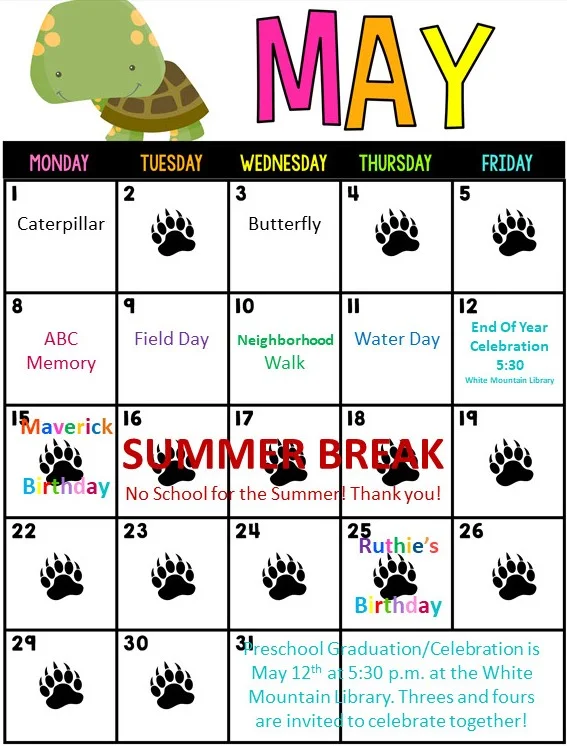 MAY
MONDAY TUESDAY WEDNESDAY THURSDAY FRIDAY
1 2 3 4 5
Caterpillar Butterfly
8 9 10 11 12
ABC
Memory
Field Day
Neighborhood
Walk
Water Day
End Of Year
Celebration
5:30
White Mountain Library
15 16 17 18 19
Maverick
Birthday
SUMMER BREAK
No School for the Summer! Thank you!
22 23 24 25 26
Ruthie's
Birthday
29 30 31
Preschool Graduation/Celebration is
May 12th at 5:30 p.m. at the White
Mountain Library. Threes and fours
are invited to celebrate together!